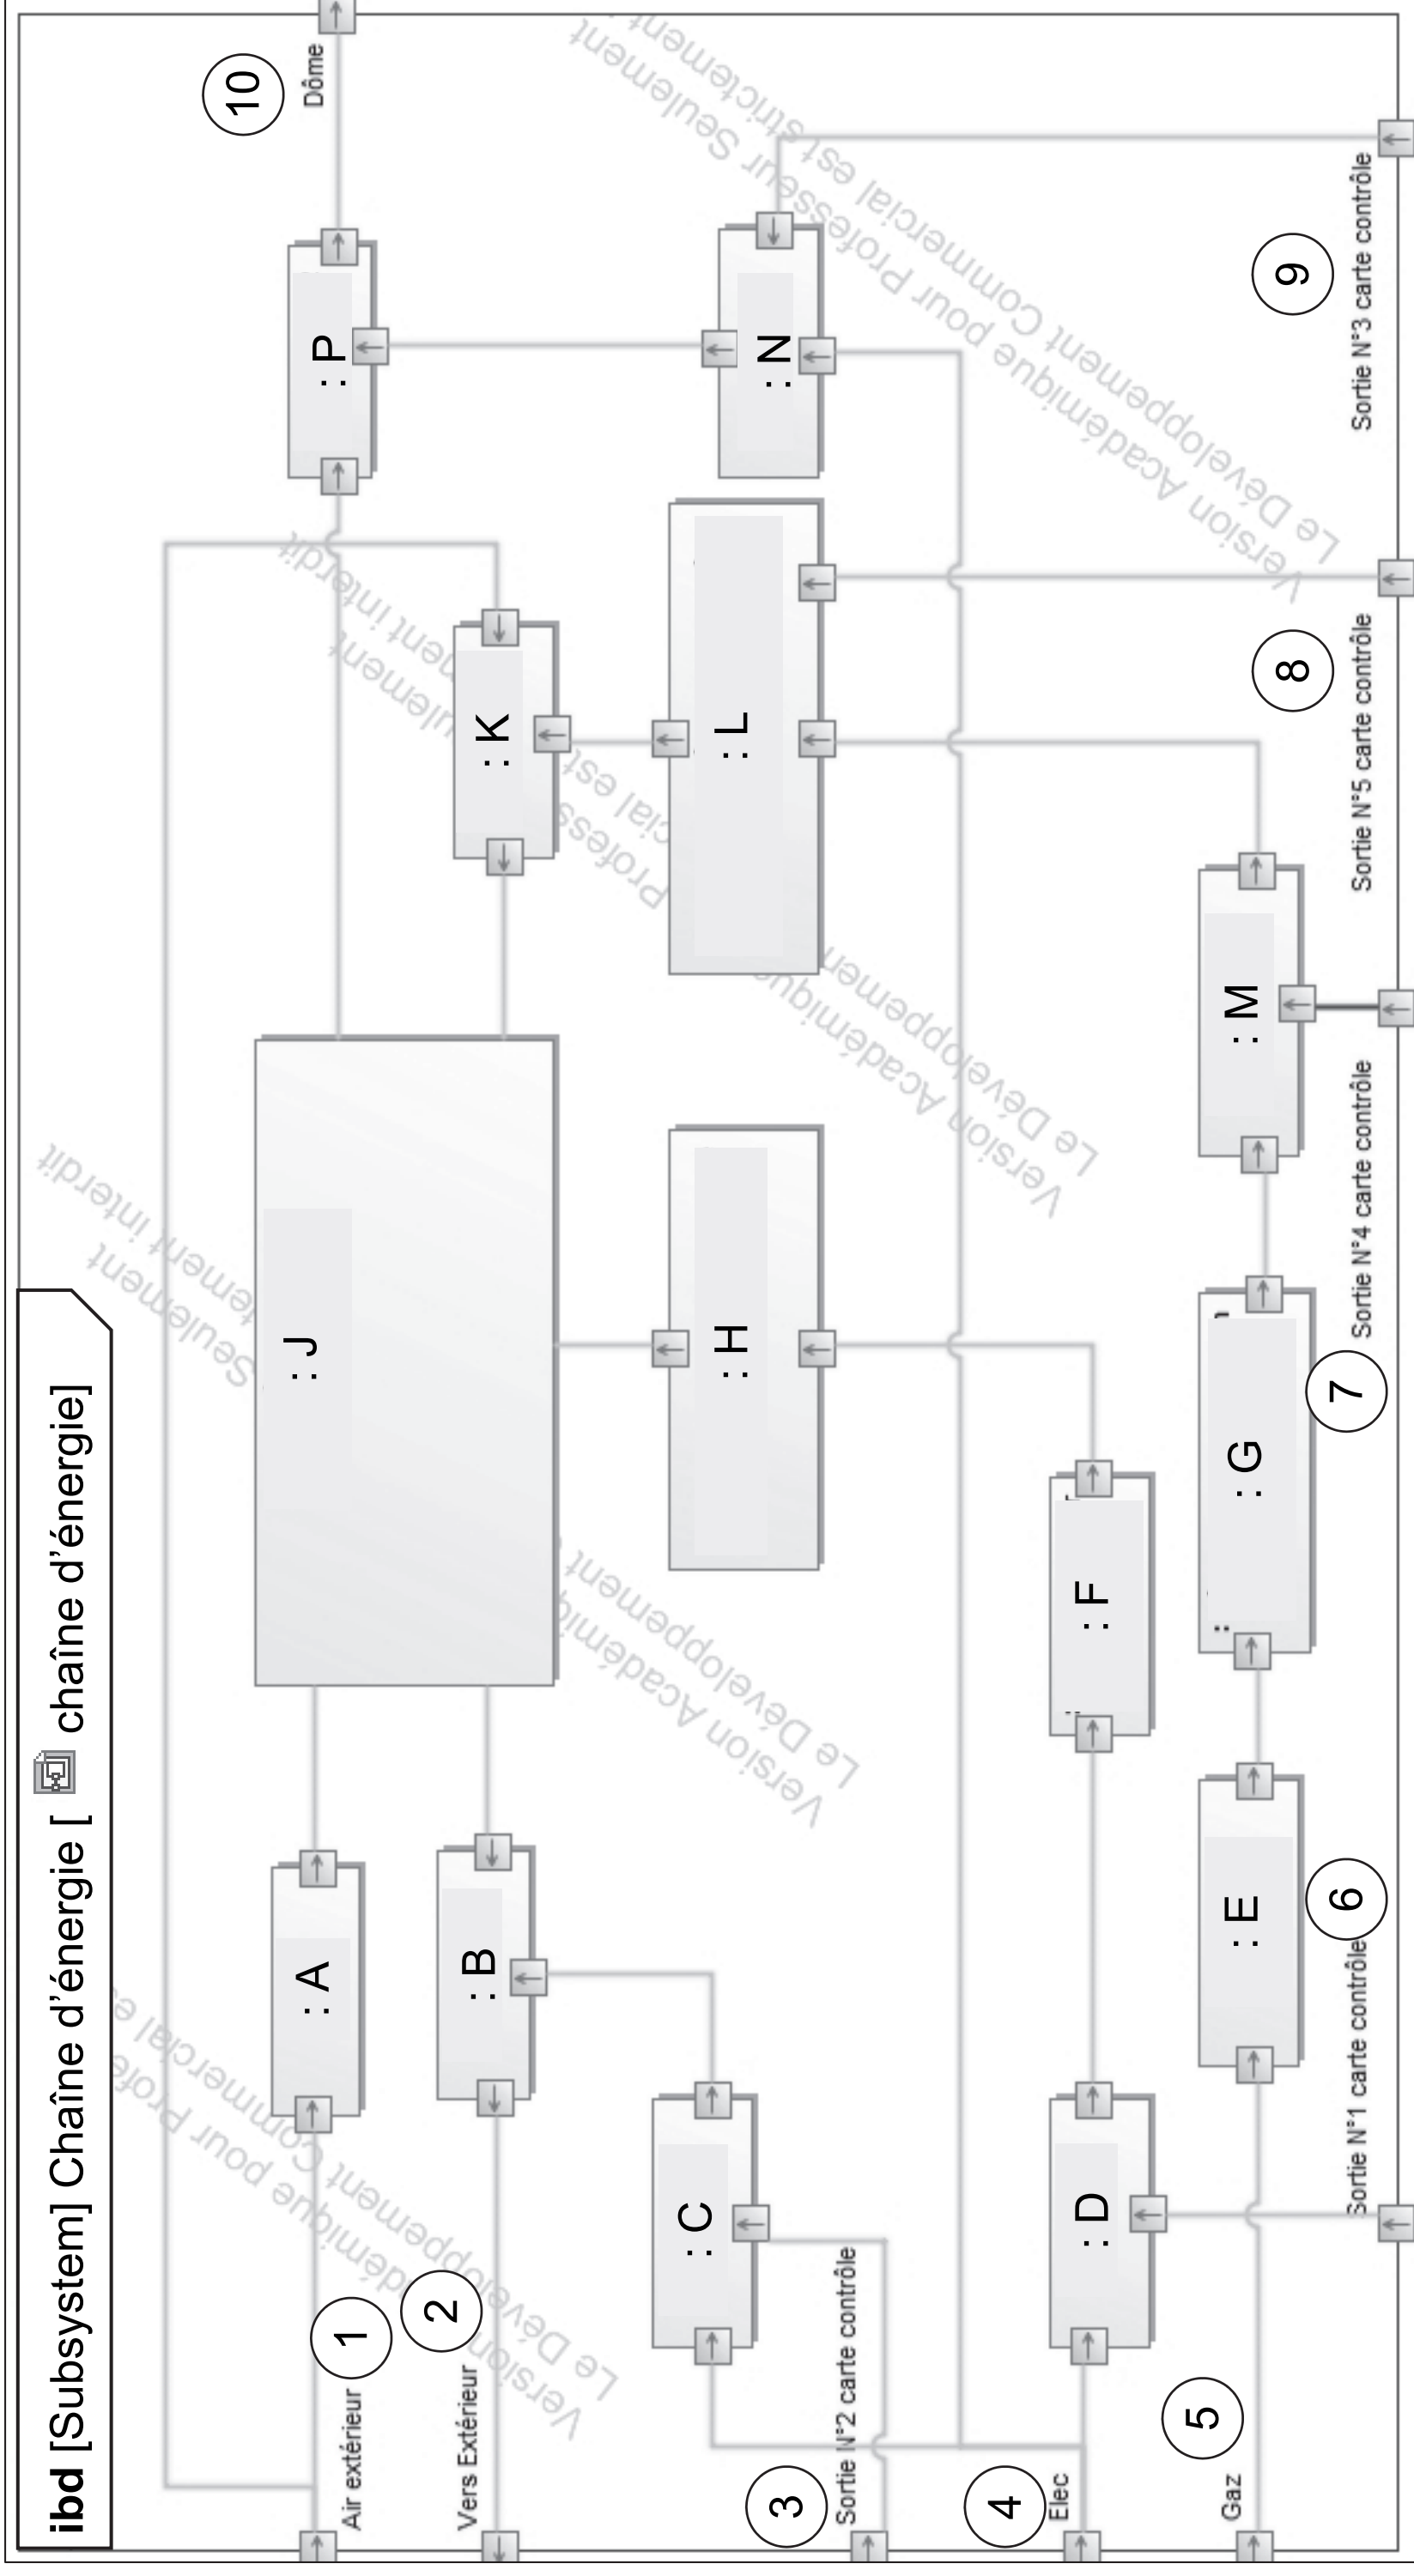 ibd [Subsystem] Chaîne d'énergie [ chaîne d'énergie]
10
Dôme
: P
: N
: K
: L
: J
: H
: M
: A
: B
: C
: F
: G
: D
: E
1
Air extérieur
2
Vers Extérieur
3
Sortie N°2 carte contrôle
4
Elec
5
Gaz
6
Sortie N°1 carte contrôle
7
Sortie N°4 carte contrôle
8
Sortie N°5 carte contrôle
9
Sortie N°3 carte contrôle
Version Académique pour Professeur Seulement
Le Développement Commercial est strictement